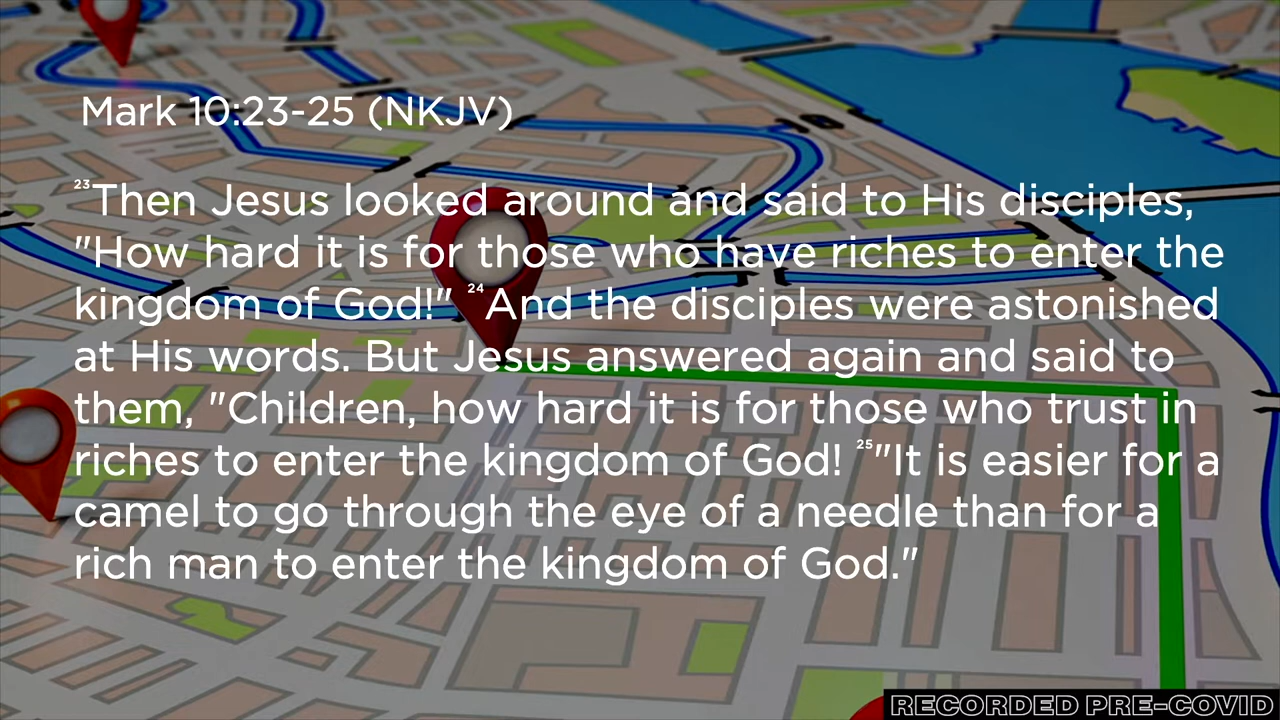 Mark 10:23-25 (NKJV)
23Then Jesus looked around and said to His disciples,
"How hard it is for those who have riches to enter the
kingdom of God!" 24And the disciples were astonished
at His words. But Jesus answered again and said to
them, "Children, how hard it is for those who trust in
riches to enter the kingdom of God! 25"It is easier for a
camel to go through the eye of a needle than for a
rich man to enter the kingdom of God."
RECORDED PRE-COVID